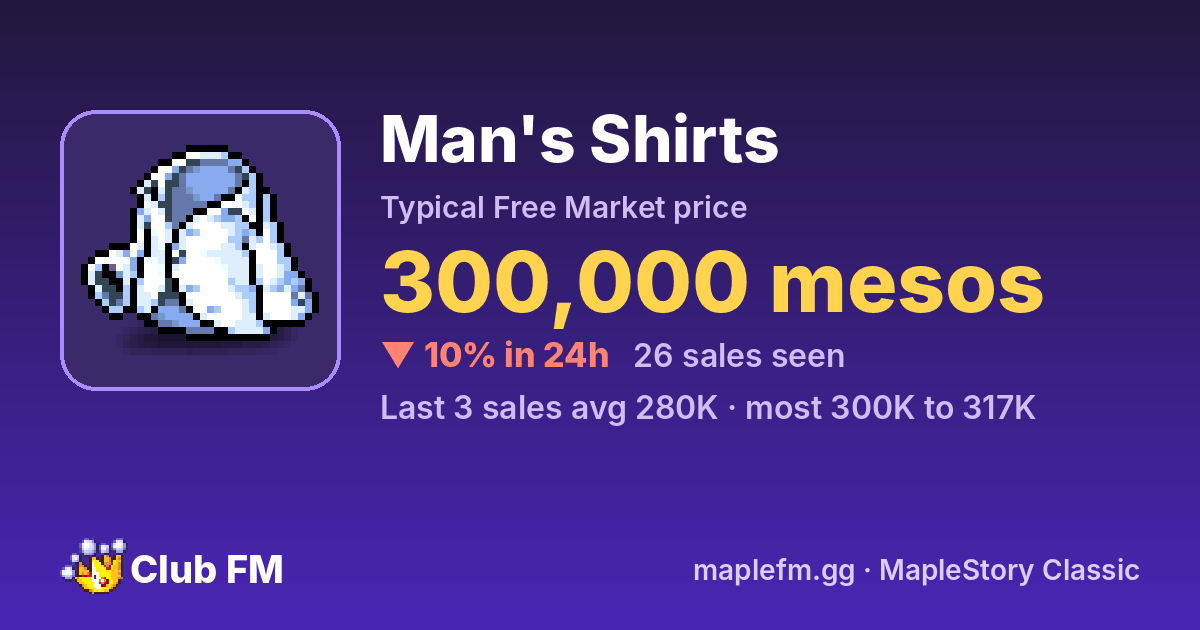 Man's Shirts
Typical Free Market price
300,000 mesos
▼ 10% in 24h 26 sales seen
Last 3 sales avg 280K · most 300K to 317K
Club FM
maplefm.gg · MapleStory Classic